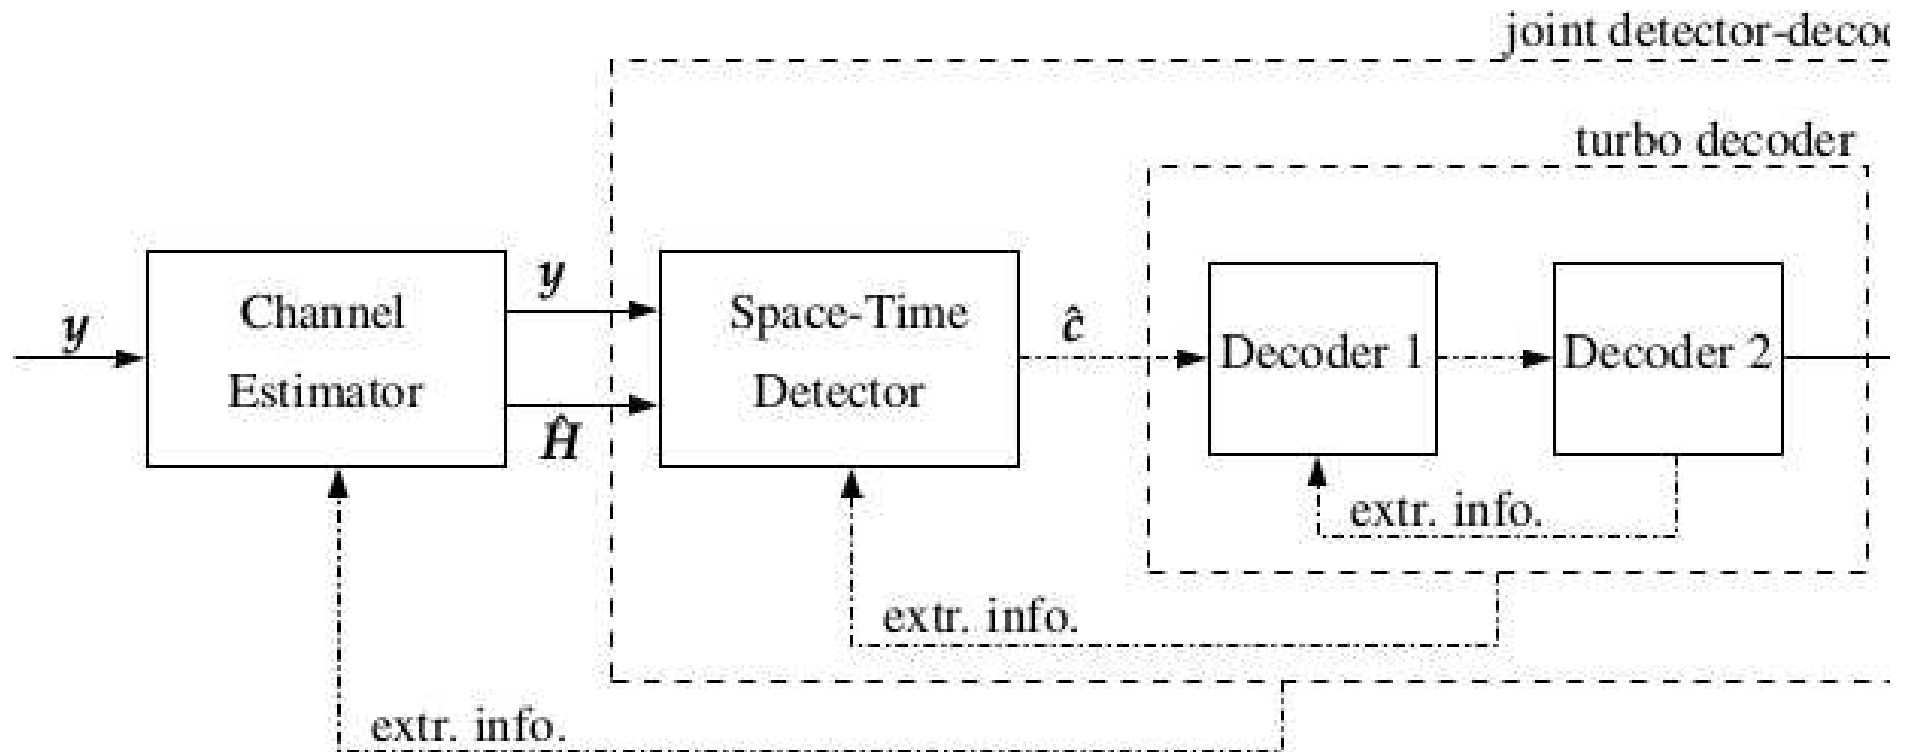 joint detector-decod
turbo decoder
y
Channel
Estimator
y
Ĥ
Space-Time
Detector
ĉ
Decoder 1
Decoder 2
extr. info.
extr. info.
extr. info.